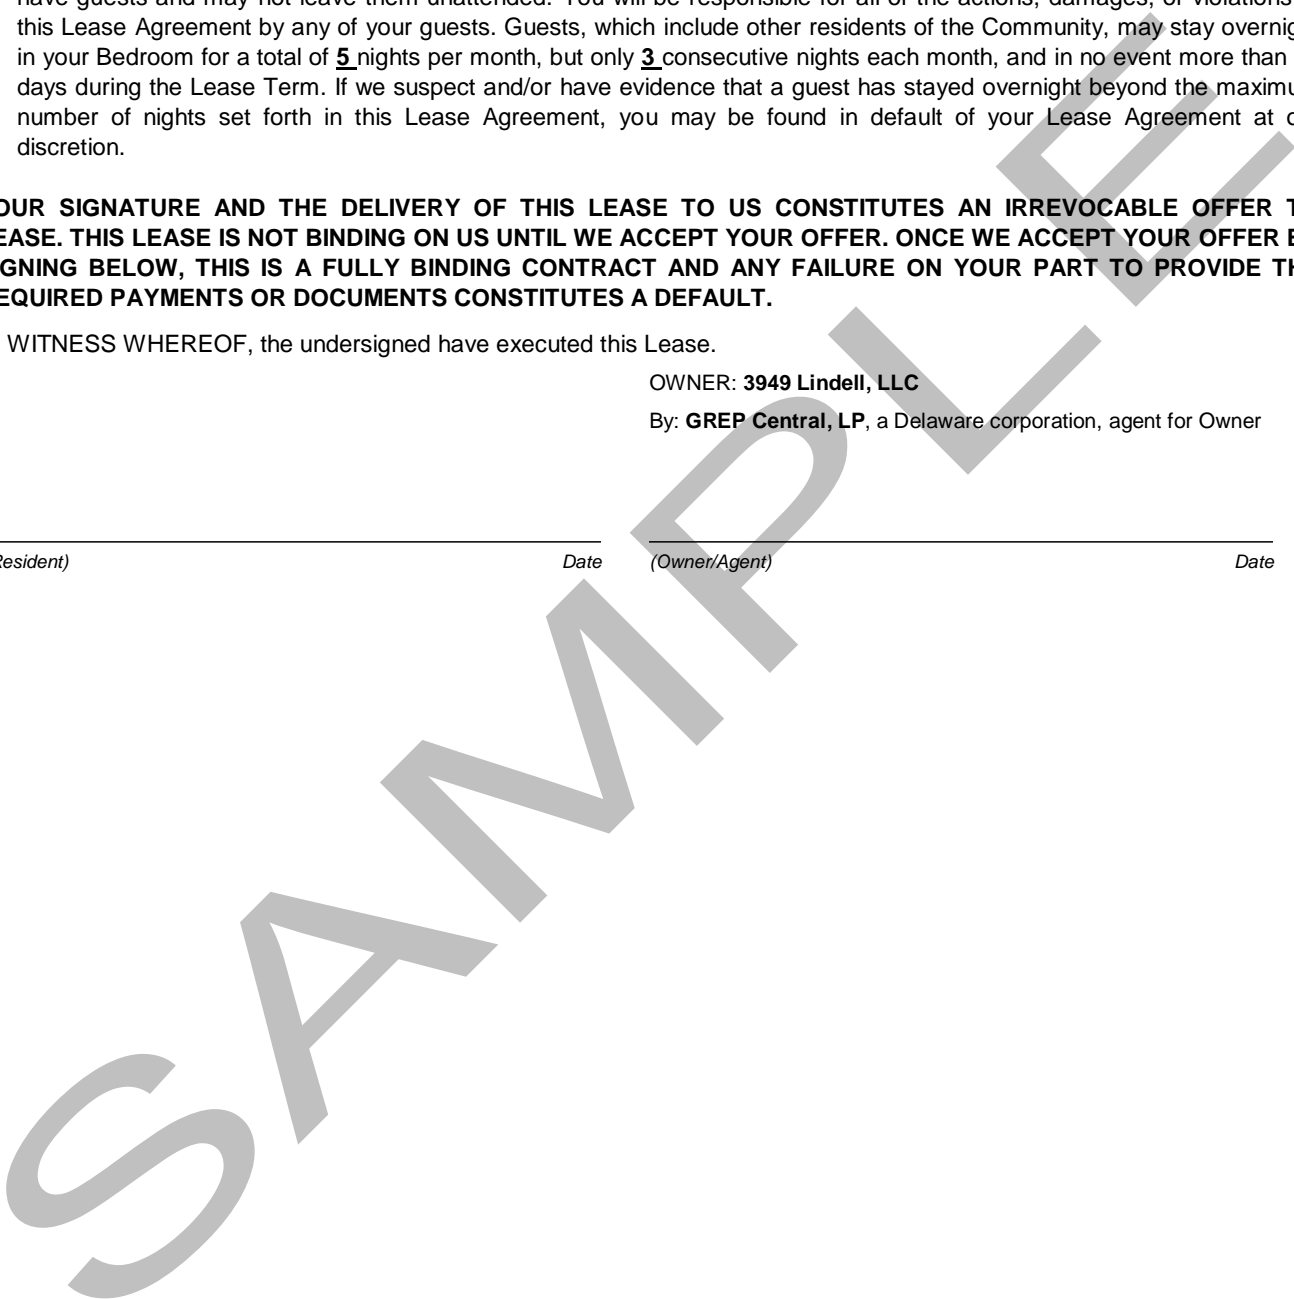 have guests and may not leave them unattended. You will be responsible for all of the actions, damages, or violations
this Lease Agreement by any of your guests. Guests, which include other residents of the Community, may stay overnig
in your Bedroom for a total of 5 nights per month, but only 3 consecutive nights each month, and in no event more than
days during the Lease Term. If we suspect and/or have evidence that a guest has stayed overnight beyond the maximu
number of nights set forth in this Lease Agreement, you may be found in default of your Lease Agreement at o
discretion.
OUR SIGNATURE AND THE DELIVERY OF THIS LEASE TO US CONSTITUTES AN IRREVOCABLE OFFER T
EASE. THIS LEASE IS NOT BINDING ON US UNTIL WE ACCEPT YOUR OFFER. ONCE WE ACCEPT YOUR OFFER B
IGNING BELOW, THIS IS A FULLY BINDING CONTRACT AND ANY FAILURE ON YOUR PART TO PROVIDE TH
EQUIRED PAYMENTS OR DOCUMENTS CONSTITUTES A DEFAULT.
WITNESS WHEREOF, the undersigned have executed this Lease.
OWNER: 3949 Lindell, LLC
By: GREP Central, LP, a Delaware corporation, agent for Owner
Resident) Date (Owner/Agent) Date
SAMPLE